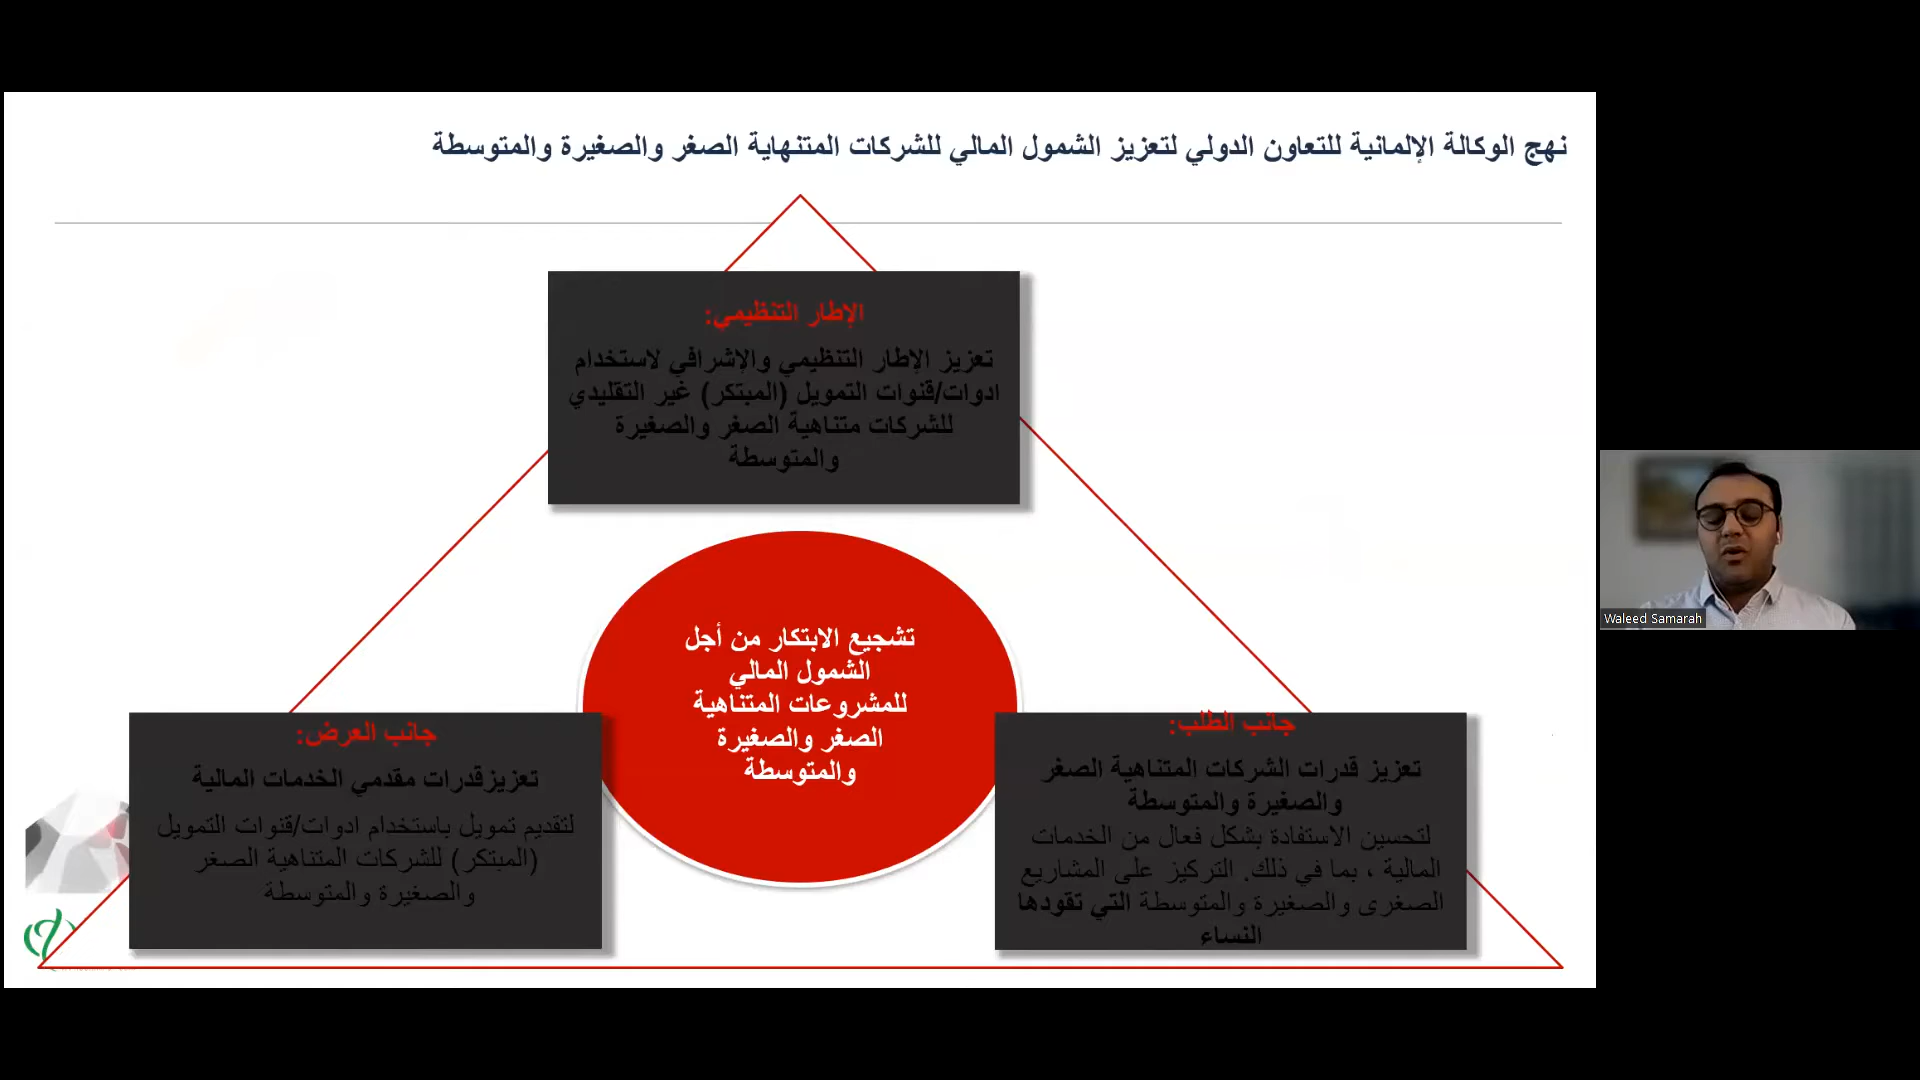 نهج الوكالة الإلمانية للتعاون الدولي لتعزيز الشمول المالي للشركات المتنهاية الصغر والصغيرة والمتوسطة
الإطار التنظيمي:
تعزيز الإطار التنظيمي والإشرافي لاستخدام
ادوات/قنوات التمويل (المبتكر) غير التقليدي
للشركات متناهية الصغر والصغيرة
والمتوسطة
تشجيع الابتكار من أجل
الشمول المالي
للمشروعات المتناهية
الصغر والصغيرة
والمتوسطة
جانب الطلب:
تعزيز قدرات الشركات المتناهية الصغر
والصغيرة والمتوسطة
لتحسين الاستفادة بشكل فعال من الخدمات
المالية ، بما في ذلك. التركيز على المشاريع
الصغرى والصغيرة والمتوسطة التي تقودها
النساء
جانب العرض:
تعزيزقدرات مقدمي الخدمات المالية
لتقديم تمويل باستخدام ادوات/قنوات التمويل
(المبتكر) للشركات المتناهية الصغر
والصغيرة والمتوسطة
Waleed Samarah